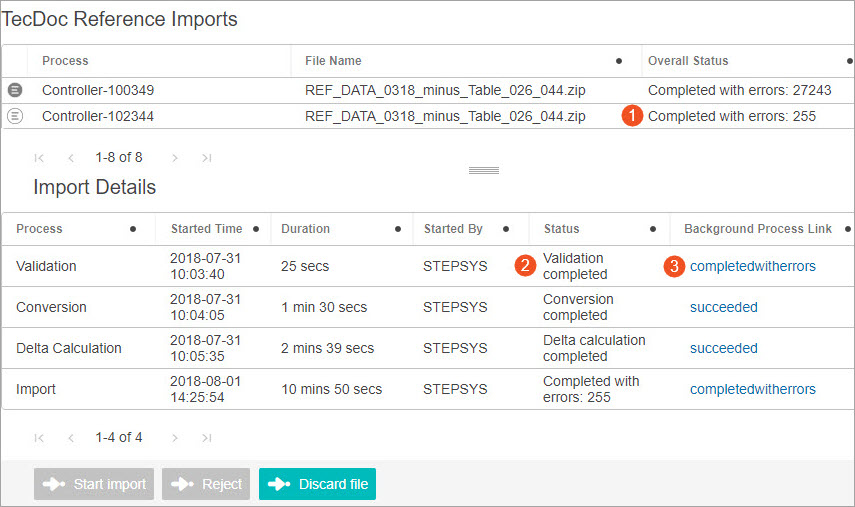 TecDoc Reference Imports
Process File Name Overall Status
Controller-100349 REF_DATA_0318_minus_Table_026_044.zip Completed with errors: 27243
Controller-102344 REF_DATA_0318_minus_Table_026_044.zip 1 Completed with errors: 255
1-8 of 8
Import Details
Process Started Time Duration Started By Status Background Process Link
Validation 2018-07-31 10:03:40 25 secs STEPSYS 2 Validation completed 3 completedwitherrors
Conversion 2018-07-31 10:04:05 1 min 30 secs STEPSYS Conversion completed succeeded
Delta Calculation 2018-07-31 10:05:35 2 mins 39 secs STEPSYS Delta calculation completed succeeded
Import 2018-08-01 14:25:54 10 mins 50 secs STEPSYS Completed with errors: 255 completedwitherrors
1-4 of 4
Start import Reject Discard file